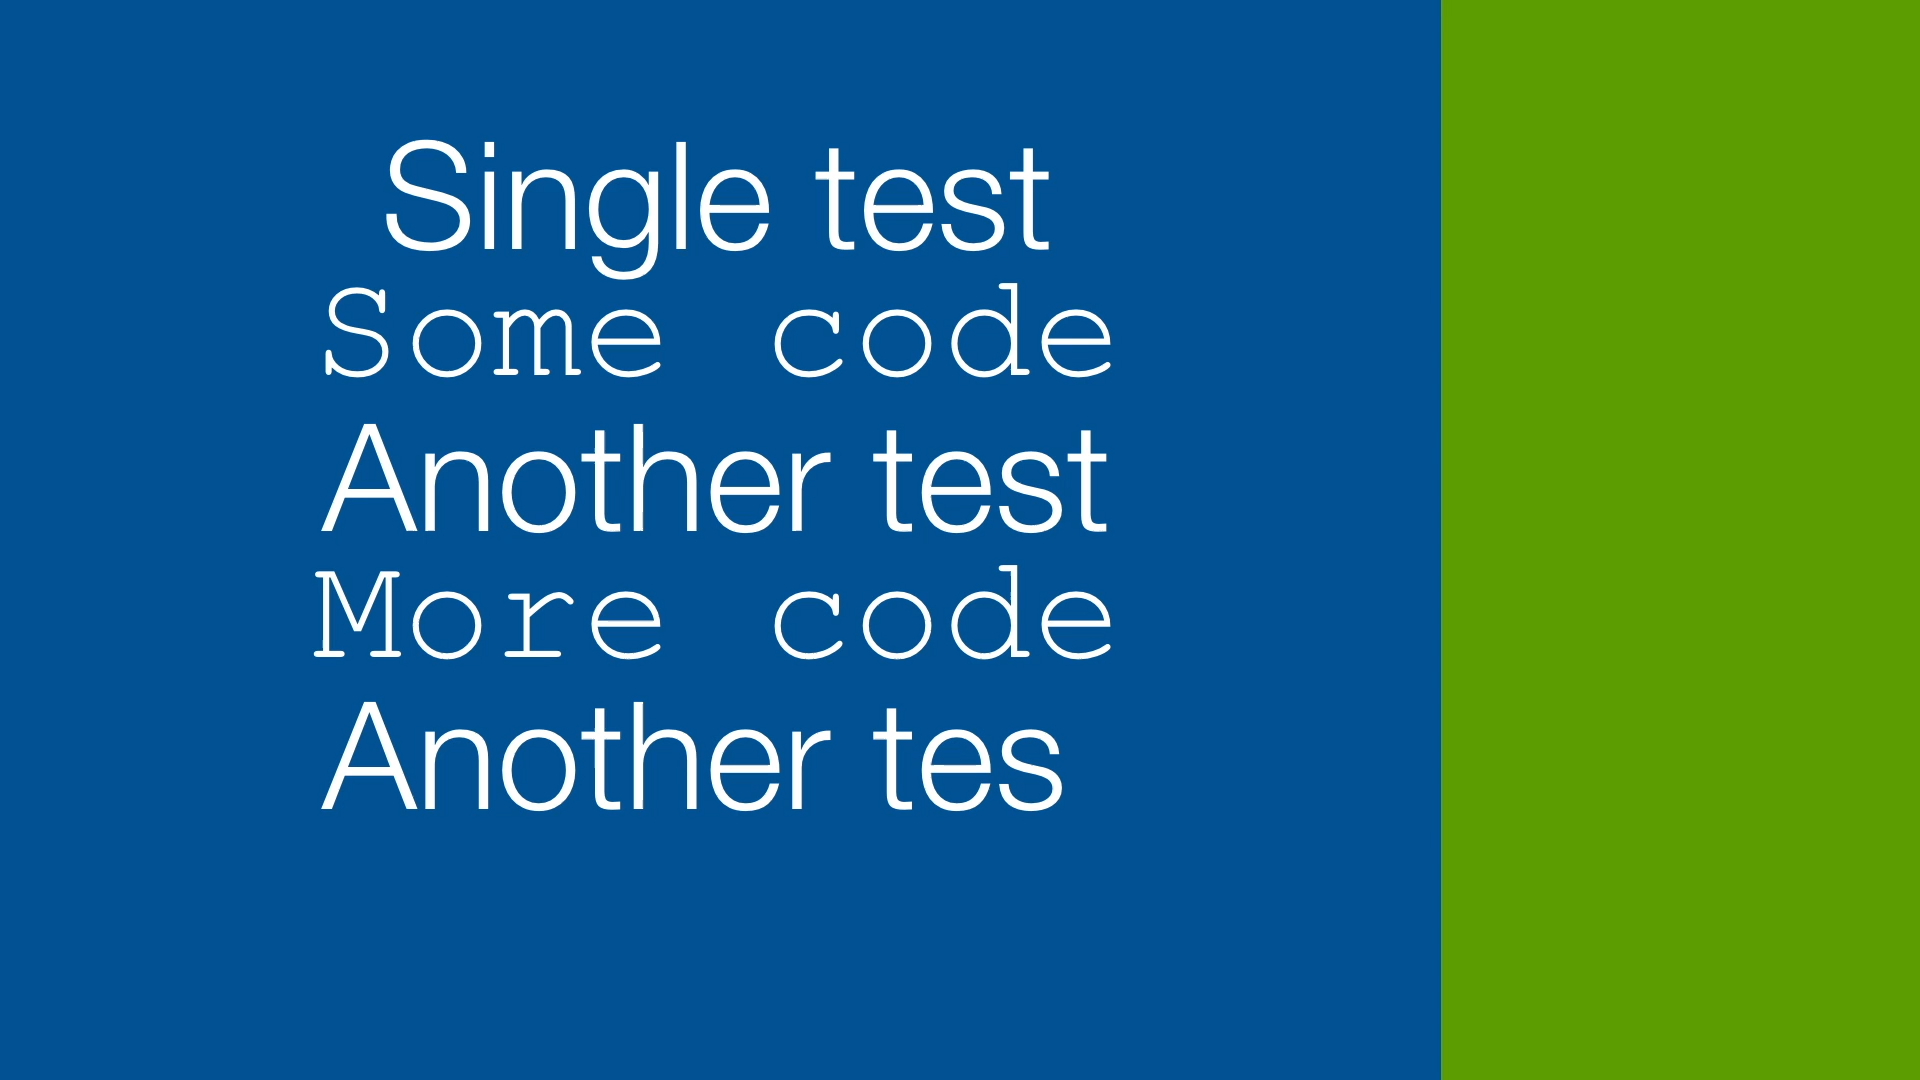 Single test
Some code
Another test
More code
Another tes